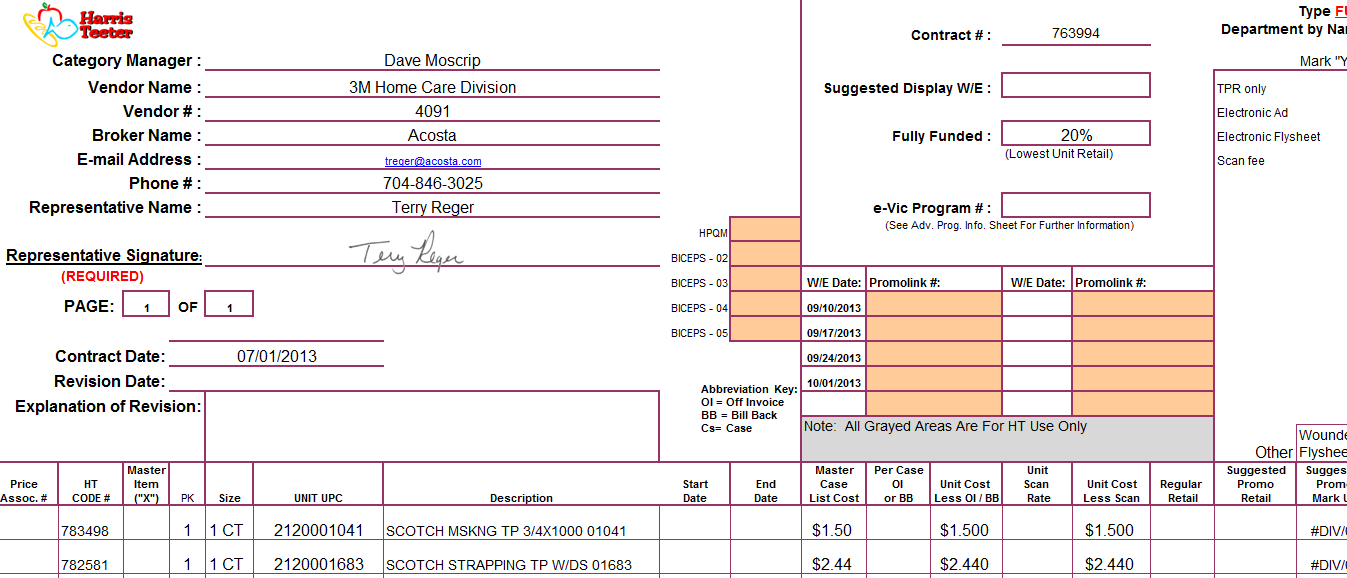 Harris
Teeter
Type FU
Department by Nar
Contract # : 763994
Category Manager : Dave Moscrip
Mark "Y
Vendor Name : 3M Home Care Division
Suggested Display W/E :
TPR only
Vendor # : 4091
Electronic Ad
Broker Name : Acosta
Fully Funded : 20%
Electronic Flysheet
(Lowest Unit Retail)
E-mail Address : treger@acosta.com
Scan fee
Phone # : 704-846-3025
Representative Name : Terry Reger
e-Vic Program # :
(See Adv. Prog. Info. Sheet For Further Information)
HPQM
Representative Signature: Terry Reger
BICEPS - 02
(REQUIRED)
BICEPS - 03
W/E Date: Promolink #: W/E Date: Promolink #:
PAGE: 1 OF 1
BICEPS - 04 09/10/2013
BICEPS - 05 09/17/2013
Contract Date: 07/01/2013
09/24/2013
Revision Date:
10/01/2013
Explanation of Revision:
Abbreviation Key:
OI = Off Invoice
BB = Bill Back
Cs= Case
Note: All Grayed Areas Are For HT Use Only
Other
Wounde
Flyshee
Price Assoc. # HT CODE # Master Item ("X") PK Size UNIT UPC Description Start Date End Date Master Case List Cost Per Case OI or BB Unit Cost Less OI / BB Unit Scan Rate Unit Cost Less Scan Regular Retail Suggested Promo Retail Sugges Prom Mark U
783498 1 1 CT 2120001041 SCOTCH MSKNG TP 3/4X1000 01041 $1.50 $1.500 $1.500 #DIV/
782581 1 1 CT 2120001683 SCOTCH STRAPPING TP W/DS 01683 $2.44 $2.440 $2.440 #DIV/